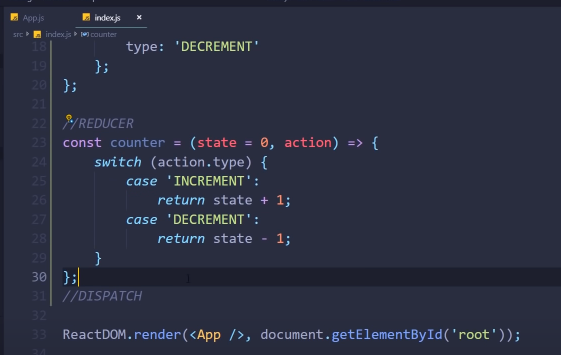 App.js index.js ×
src index.js counter
18 type: 'DECREMENT'
19 };
20 };
21
22 //REDUCER
23 const counter = (state = 0, action) => {
24 switch (action.type) {
25 case 'INCREMENT':
26 return state + 1;
27 case 'DECREMENT':
28 return state - 1;
29 }
30 };
31 //DISPATCH
32
33 ReactDOM.render(<App />, document.getElementById('root'));